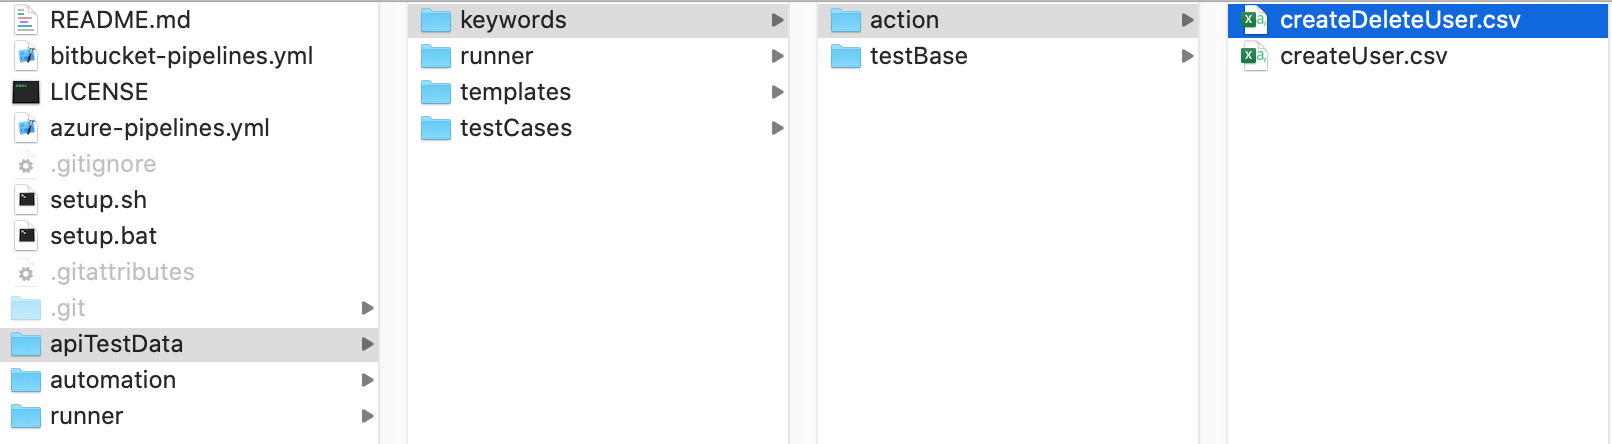 README.md
bitbucket-pipelines.yml
LICENSE
azure-pipelines.yml
.gitignore
setup.sh
setup.bat
.gitattributes
.git
apiTestData
automation
runner
keywords
runner
templates
testCases
action
testBase
createDeleteUser.csv
createUser.csv